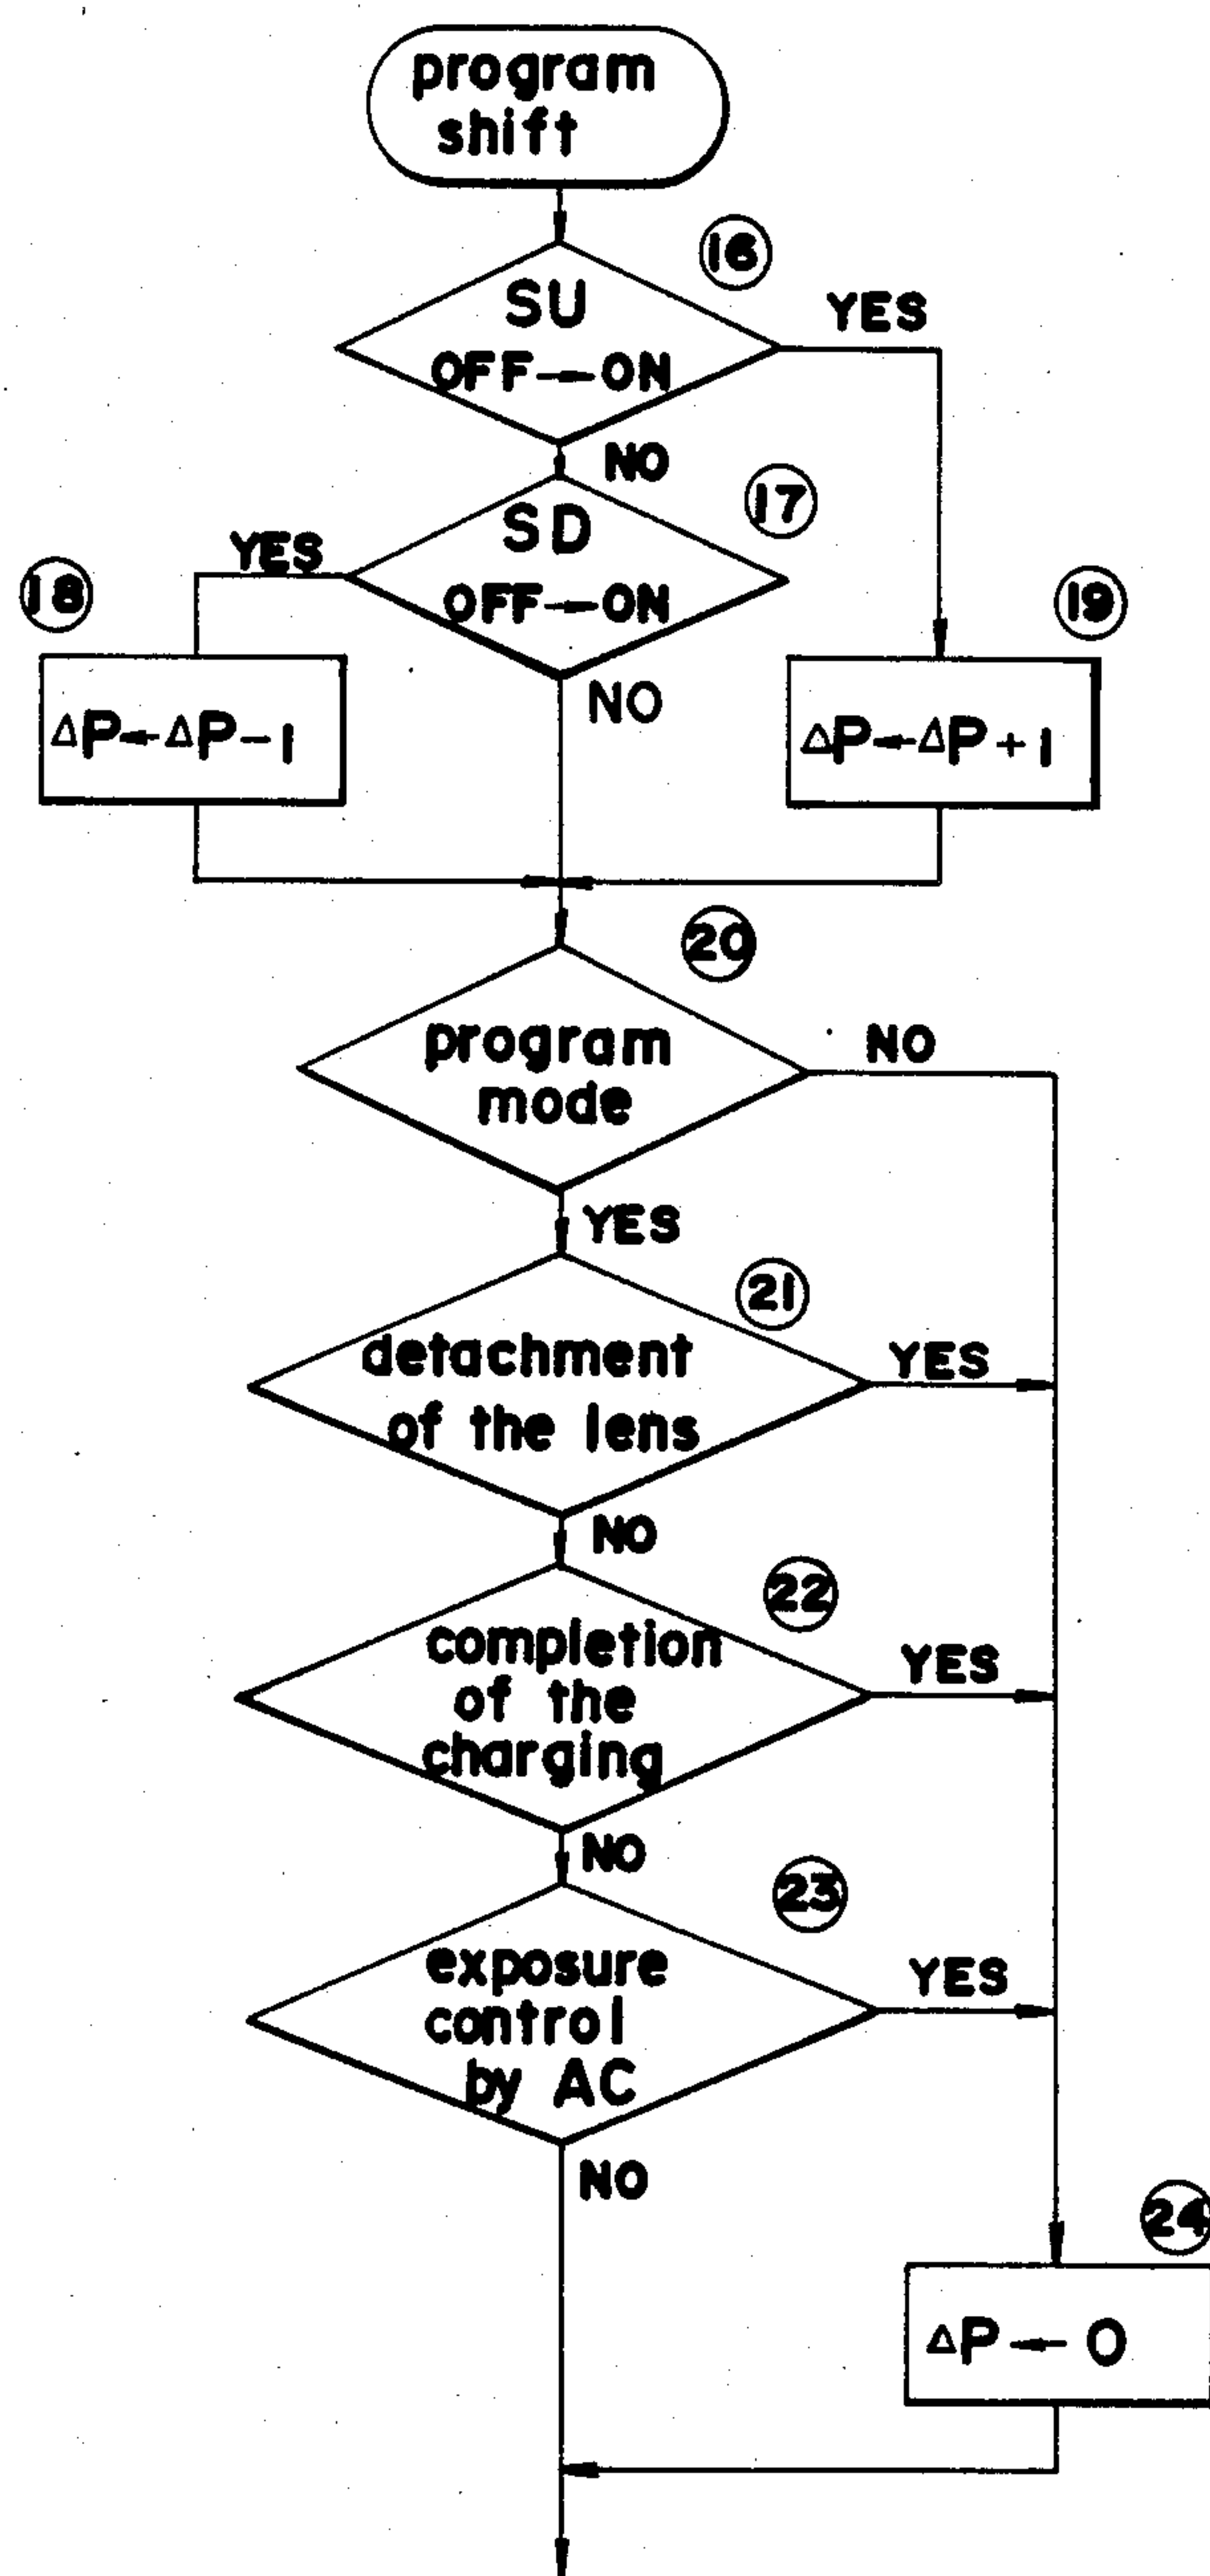 program
shift
16
SU
OFF→ON
YES
NO
17
SD
OFF→ON
YES
NO
18
ΔP←ΔP-1
19
ΔP←ΔP+1
20
program
mode
NO
YES
21
detachment
of the lens
YES
NO
22
completion
of the
charging
YES
NO
23
exposure
control
by AC
YES
NO
24
ΔP←0